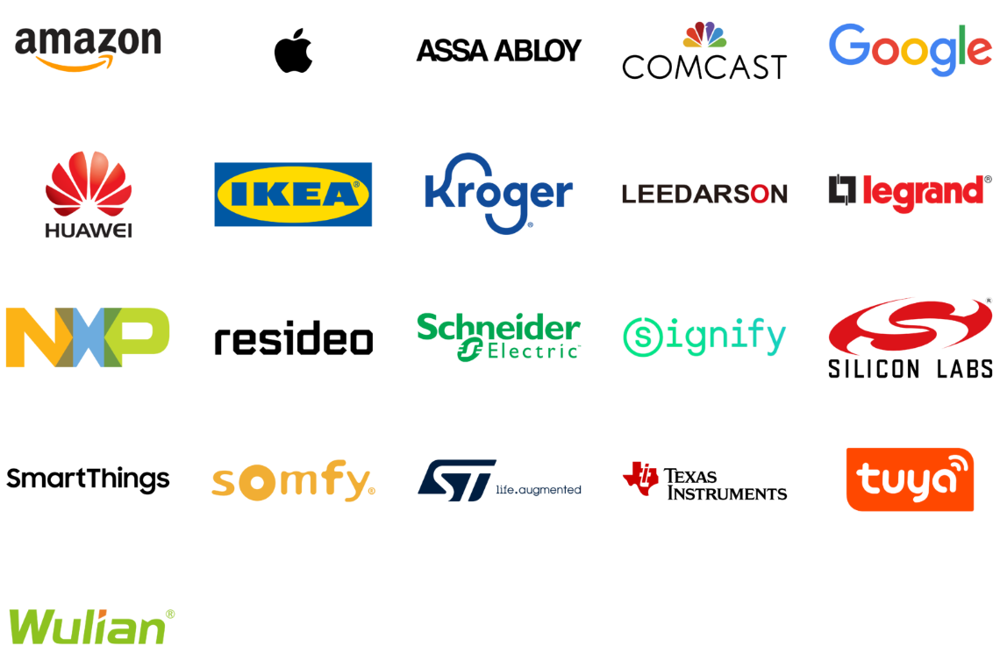 amazon
ASSA ABLOY
COMCAST
Google
HUAWEI
IKEA®
Kroger®
LEEDARSON
legrand®
NXP
resideo
Schneider
Electric™
Signify
®
SILICON LABS
SmartThings
somfy®
ST life.augmented
TEXAS
INSTRUMENTS
tuya
Wulian®